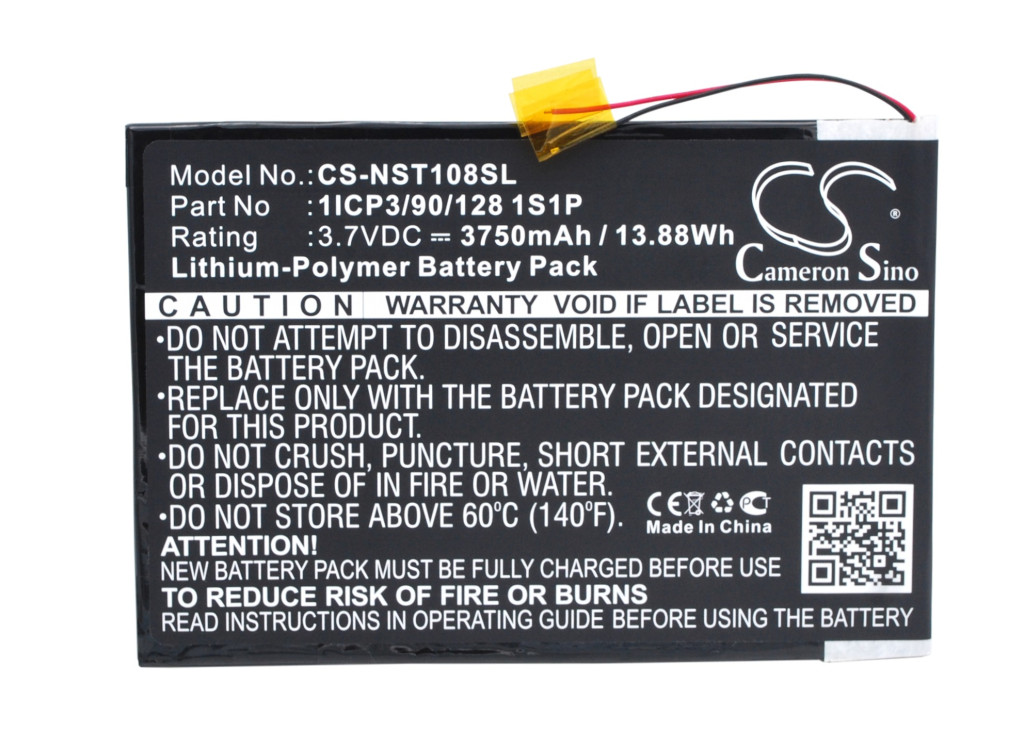 Model No.:CS-NST108SL
Part No :1ICP3/90/128 1S1P
Rating :3.7VDC ⎓ 3750mAh / 13.88Wh
Lithium-Polymer Battery Pack
CS ®
Cameron Sino
CAUTION WARRANTY VOID IF LABEL IS REMOVED
•DO NOT ATTEMPT TO DISASSEMBLE, OPEN OR SERVICE
THE BATTERY PACK.
•REPLACE ONLY WITH THE BATTERY PACK DESIGNATED
FOR THIS PRODUCT.
•DO NOT CRUSH, PUNCTURE, SHORT EXTERNAL CONTACTS
OR DISPOSE OF IN FIRE OR WATER.
•DO NOT STORE ABOVE 60°C (140°F).
CE PCT
Made In China
ATTENTION!
NEW BATTERY PACK MUST BE FULLY CHARGED BEFORE USE
TO REDUCE RISK OF FIRE OR BURNS
READ INSTRUCTIONS IN OPERATING GUIDE BEFORE USING THE BATTERY